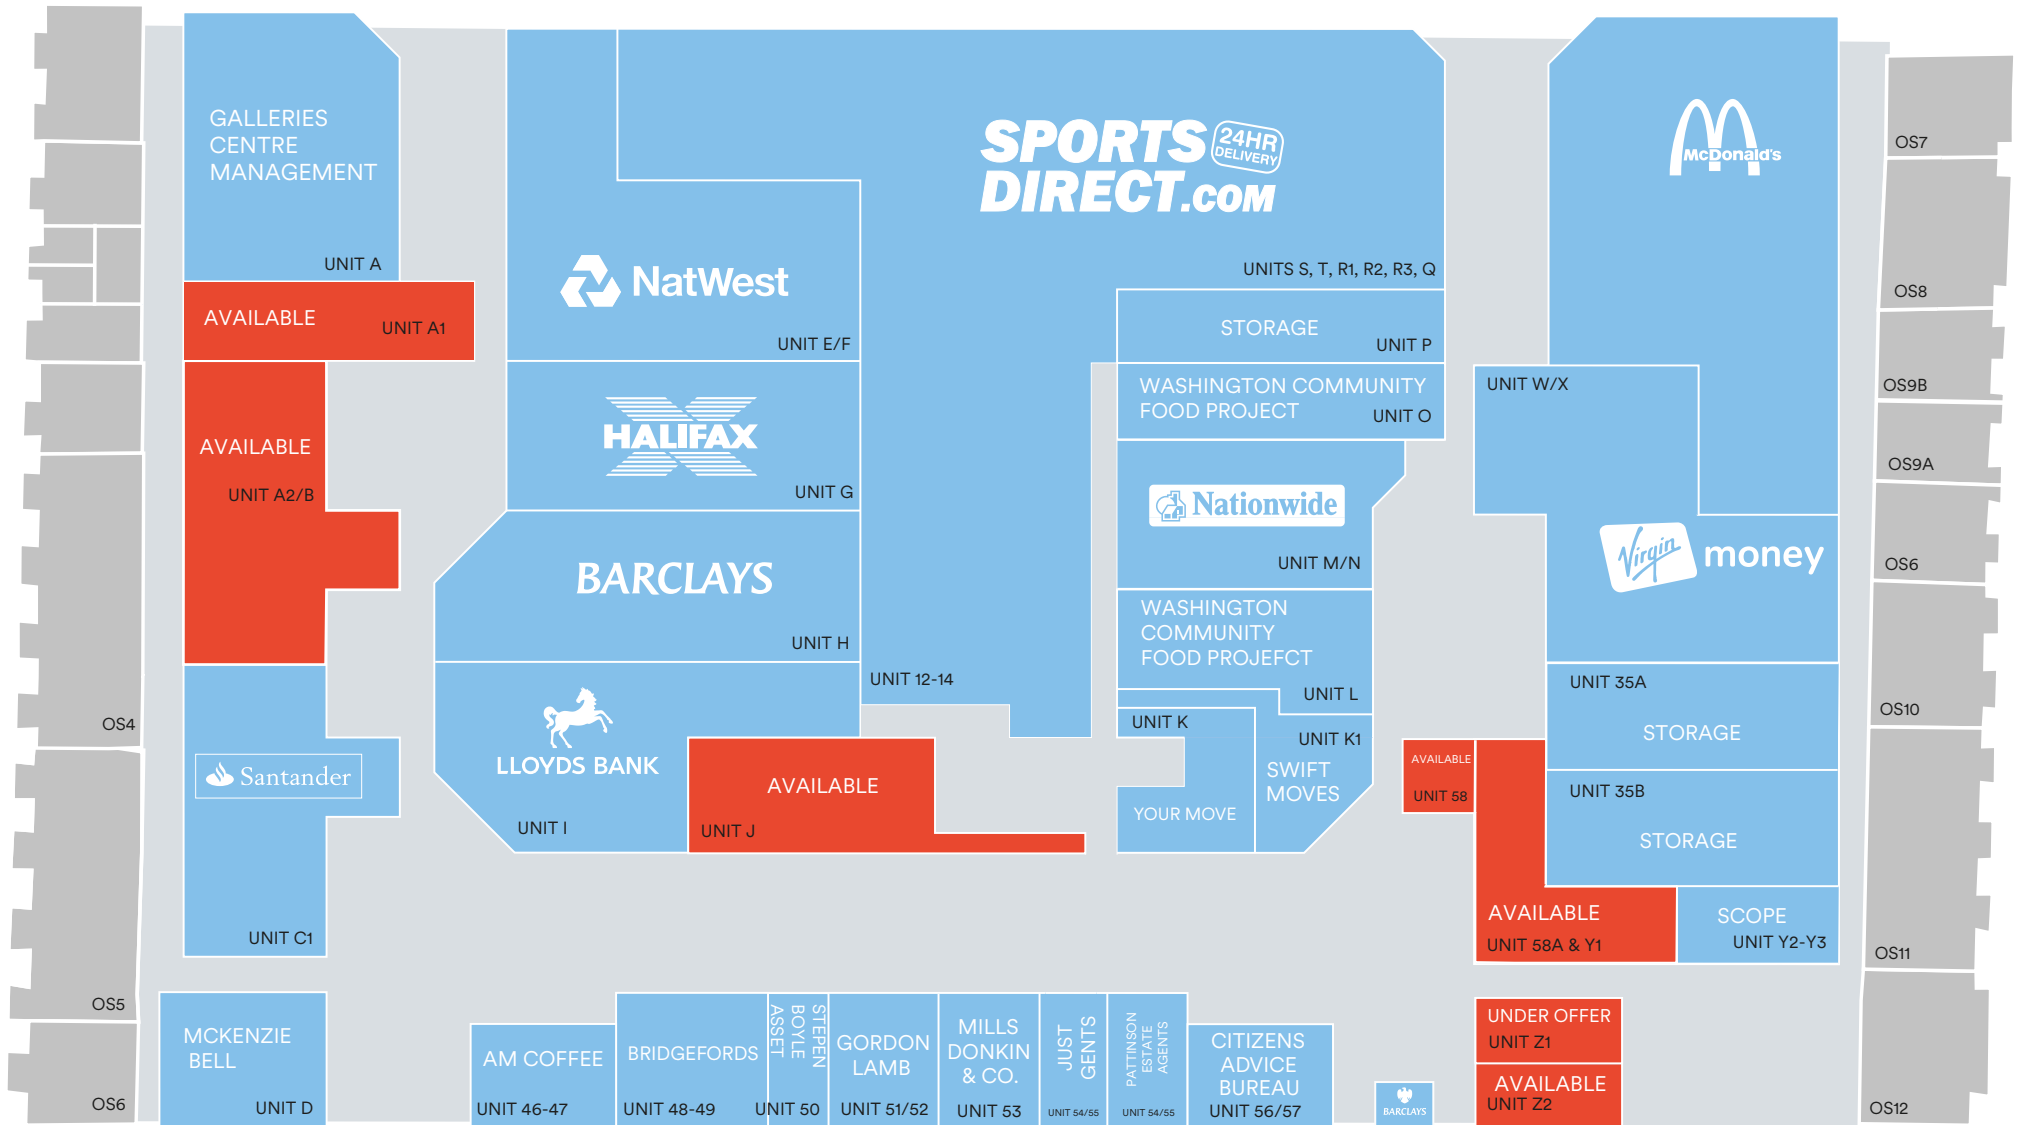 GALLERIES
CENTRE
MANAGEMENT
UNIT A
AVAILABLE
UNIT A1
AVAILABLE
UNIT A2/B
Santander
UNIT C1
MCKENZIE
BELL
UNIT D
OS4
OS5
OS6
NatWest
UNIT E/F
HALIFAX
UNIT G
BARCLAYS
UNIT H
LLOYDS BANK
UNIT I
AVAILABLE
UNIT J
SPORTS
DIRECT.COM
24HR
DELIVERY
UNITS S, T, R1, R2, R3, Q
UNIT 12-14
STORAGE
UNIT P
WASHINGTON COMMUNITY
FOOD PROJECT
UNIT O
Nationwide
UNIT M/N
WASHINGTON
COMMUNITY
FOOD PROJEFCT
UNIT L
UNIT K
YOUR MOVE
UNIT K1
SWIFT
MOVES
McDonald's
UNIT W/X
Virgin money
UNIT 35A
STORAGE
UNIT 35B
STORAGE
AVAILABLE
UNIT 58
AVAILABLE
UNIT 58A & Y1
SCOPE
UNIT Y2-Y3
AM COFFEE
UNIT 46-47
BRIDGEFORDS
UNIT 48-49
STEPEN
BOYLE
ASSET
UNIT 50
GORDON
LAMB
UNIT 51/52
MILLS
DONKIN
& CO.
UNIT 53
JUST
GENTS
UNIT 54/55
PATTINSON
ESTATE
AGENTS
UNIT 54/55
CITIZENS
ADVICE
BUREAU
UNIT 56/57
BARCLAYS
UNDER OFFER
UNIT Z1
AVAILABLE
UNIT Z2
OS7
OS8
OS9B
OS9A
OS6
OS10
OS11
OS12